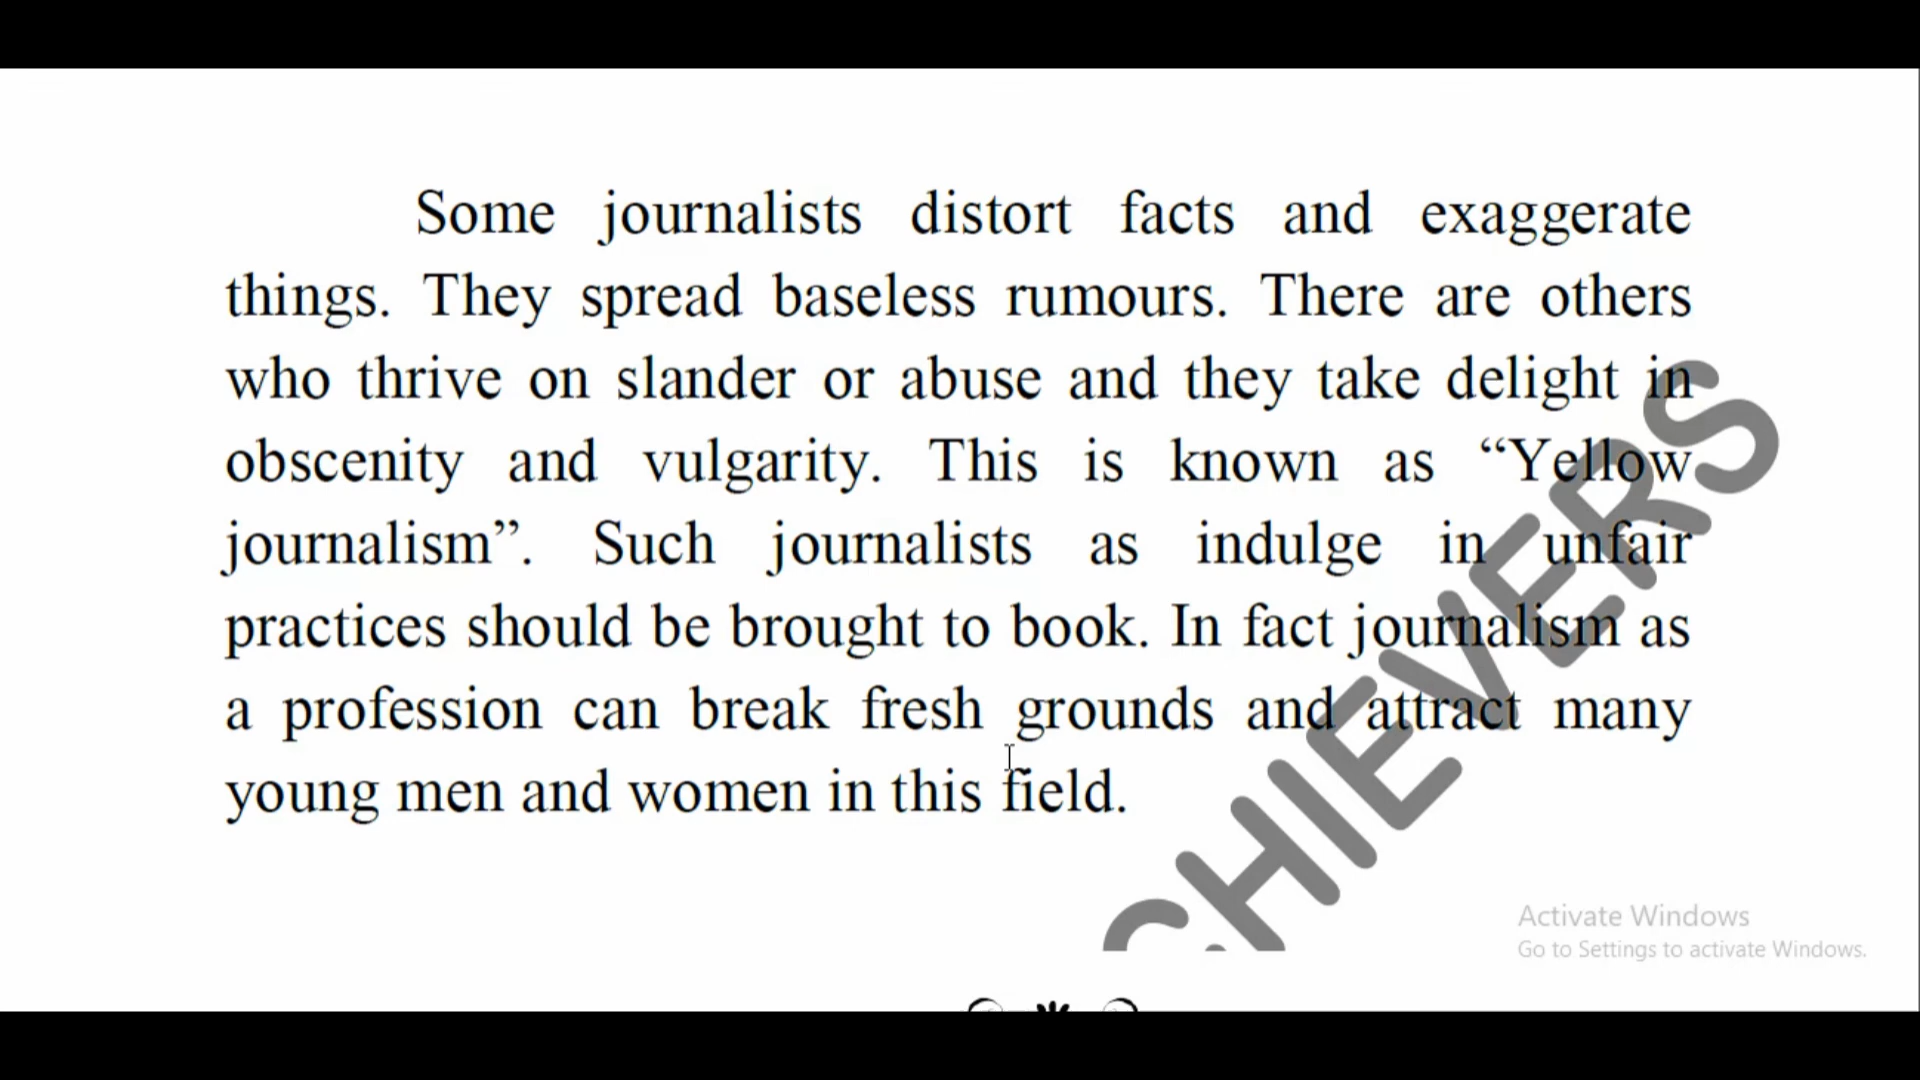 Some journalists distort facts and exaggerate
things. They spread baseless rumours. There are others
who thrive on slander or abuse and they take delight in
obscenity and vulgarity. This is known as “Yellow
journalism”. Such journalists as indulge in unfair
practices should be brought to book. In fact journalism as
a profession can break fresh grounds and attract many
young men and women in this field.
CHIEVERS
Activate Windows
Go to Settings to activate Windows.